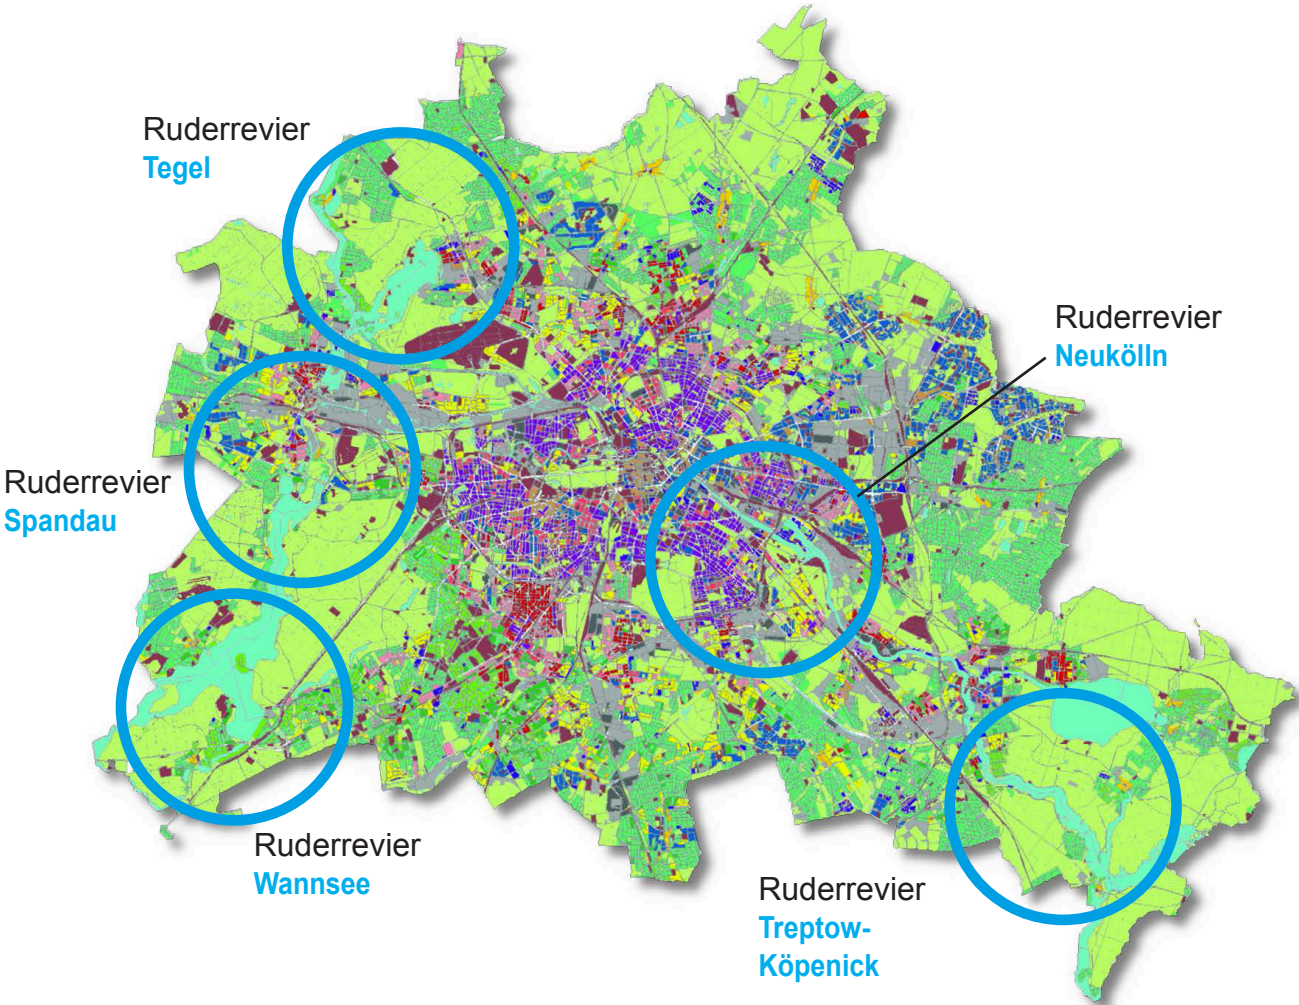 Ruderrevier
Tegel
Ruderrevier
Neukölln
Ruderrevier
Spandau
Ruderrevier
Wannsee
Ruderrevier
Treptow-
Köpenick